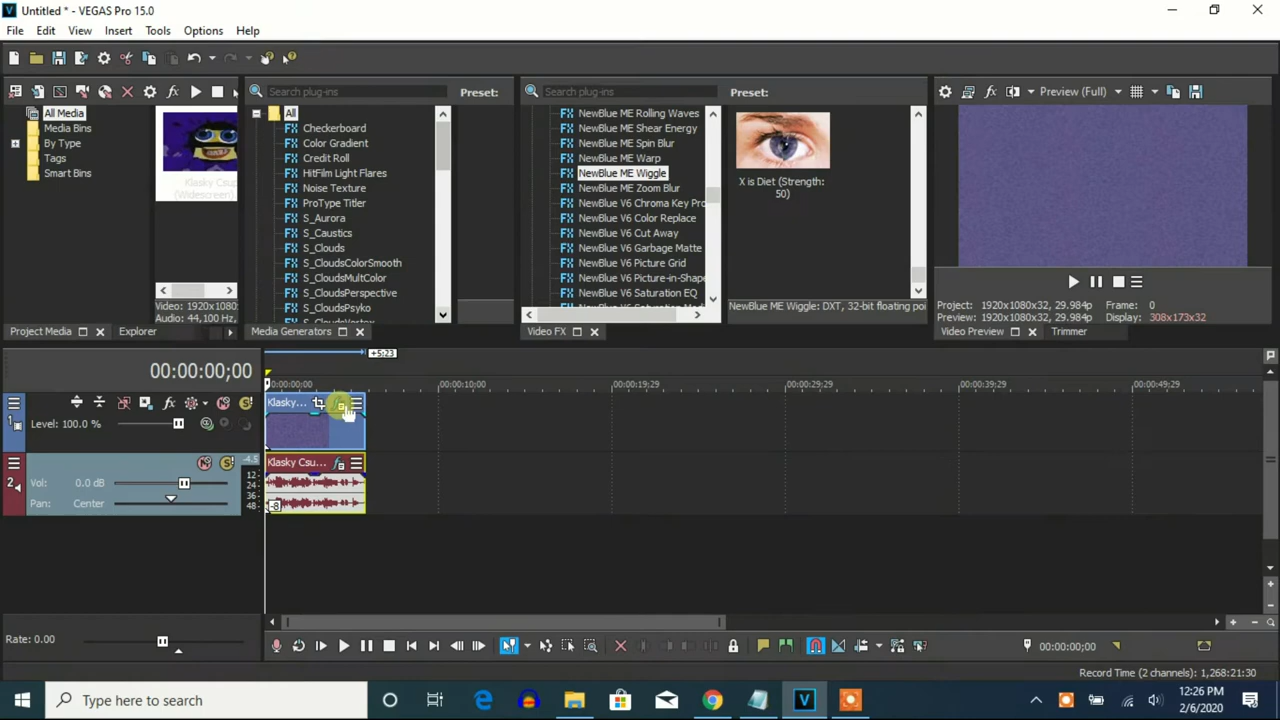 Untitled * - VEGAS Pro 15.0
File Edit View Insert Tools Options Help
Search plug-ins
Preset:
Search plug-ins
Preset:
Preview (Full)
All Media
Media Bins
By Type
Tags
Smart Bins
Klasky Csup
(Widescreen)
Video: 1920x1080
Audio: 44,100 Hz,
All
Checkerboard
Color Gradient
Credit Roll
HitFilm Light Flares
Noise Texture
ProType Titler
S_Aurora
S_Caustics
S_Clouds
S_CloudsColorSmooth
S_CloudsMultColor
S_CloudsPerspective
S_CloudsPsyko
NewBlue ME Rolling Waves
NewBlue ME Shear Energy
NewBlue ME Spin Blur
NewBlue ME Warp
NewBlue ME Wiggle
NewBlue ME Zoom Blur
NewBlue V6 Chroma Key Pro
NewBlue V6 Color Replace
NewBlue V6 Cut Away
NewBlue V6 Garbage Matte
NewBlue V6 Picture Grid
NewBlue V6 Picture-in-Shape
NewBlue V6 Saturation EQ
X is Diet (Strength:
50)
NewBlue ME Wiggle: DXT, 32-bit floating poi
Project: 1920x1080x32, 29.984p
Frame: 0
Preview: 1920x1080x32, 29.984p
Display: 308x173x32
Project Media
Explorer
Media Generators
Video FX
Video Preview
Trimmer
00:00:00;00
+5:23
00:00:00;00 00:00:10;00 00:00:19;29 00:00:29;29 00:00:39;29 00:00:49;29
1
Level: 100.0 %
Klasky...
2
Vol: 0.0 dB
Pan: Center
-4.5
12
24
36
48
Klasky Csu...
-8
Rate: 0.00
00:00:00;00
Record Time (2 channels): 1,268:21:30
Type here to search
12:26 PM
2/6/2020